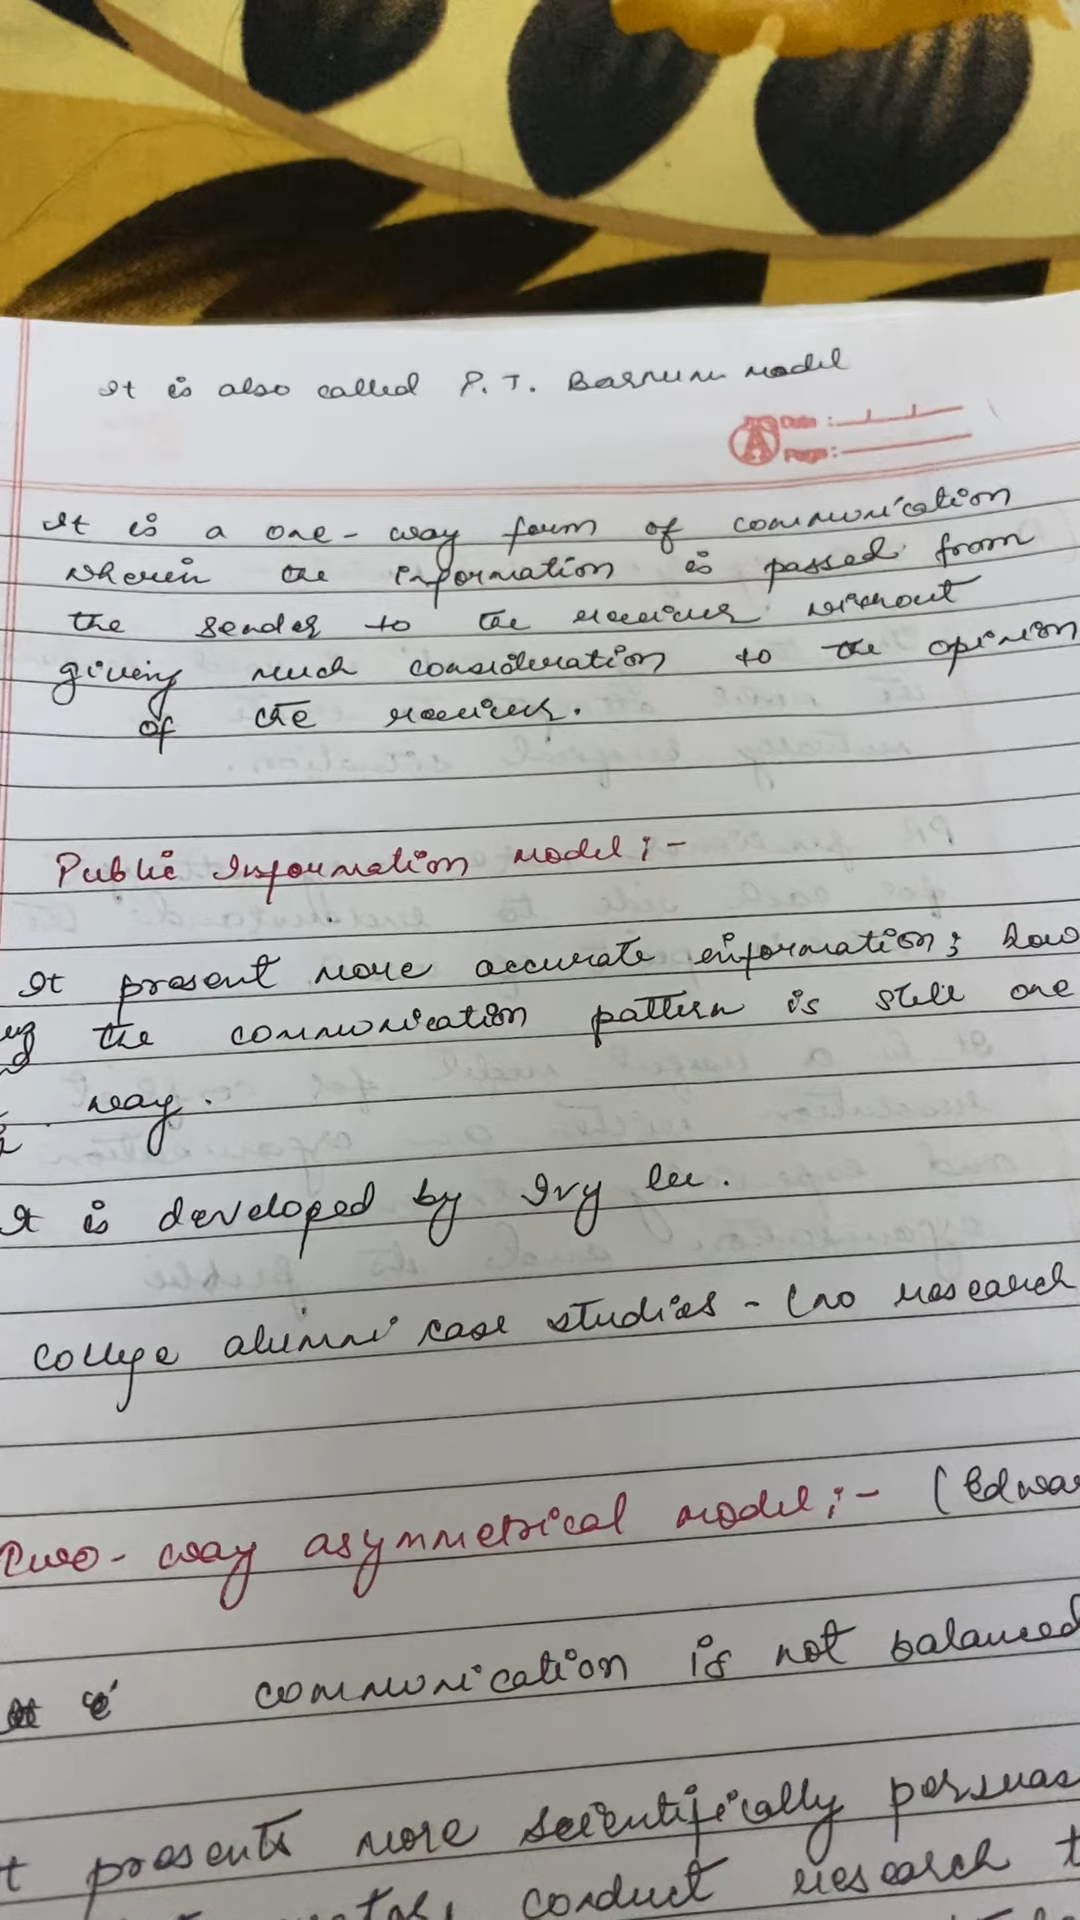 It is also called P.T. Barnum model
Date :
Page :
It is a one-way form of communication
wherein the information is passed from
the sender to the receiver without
giving much consideration to the opinion
of the receiver.
Public Information model ;-
It present more accurate information; how
the communication pattern is still one
way.
It is developed by Ivy lee.
college alumni case studies - (no research
Two-way asymmetrical model ;- (Edwar
communication is not balanced
t presents more scientifically persuas
conduct research t